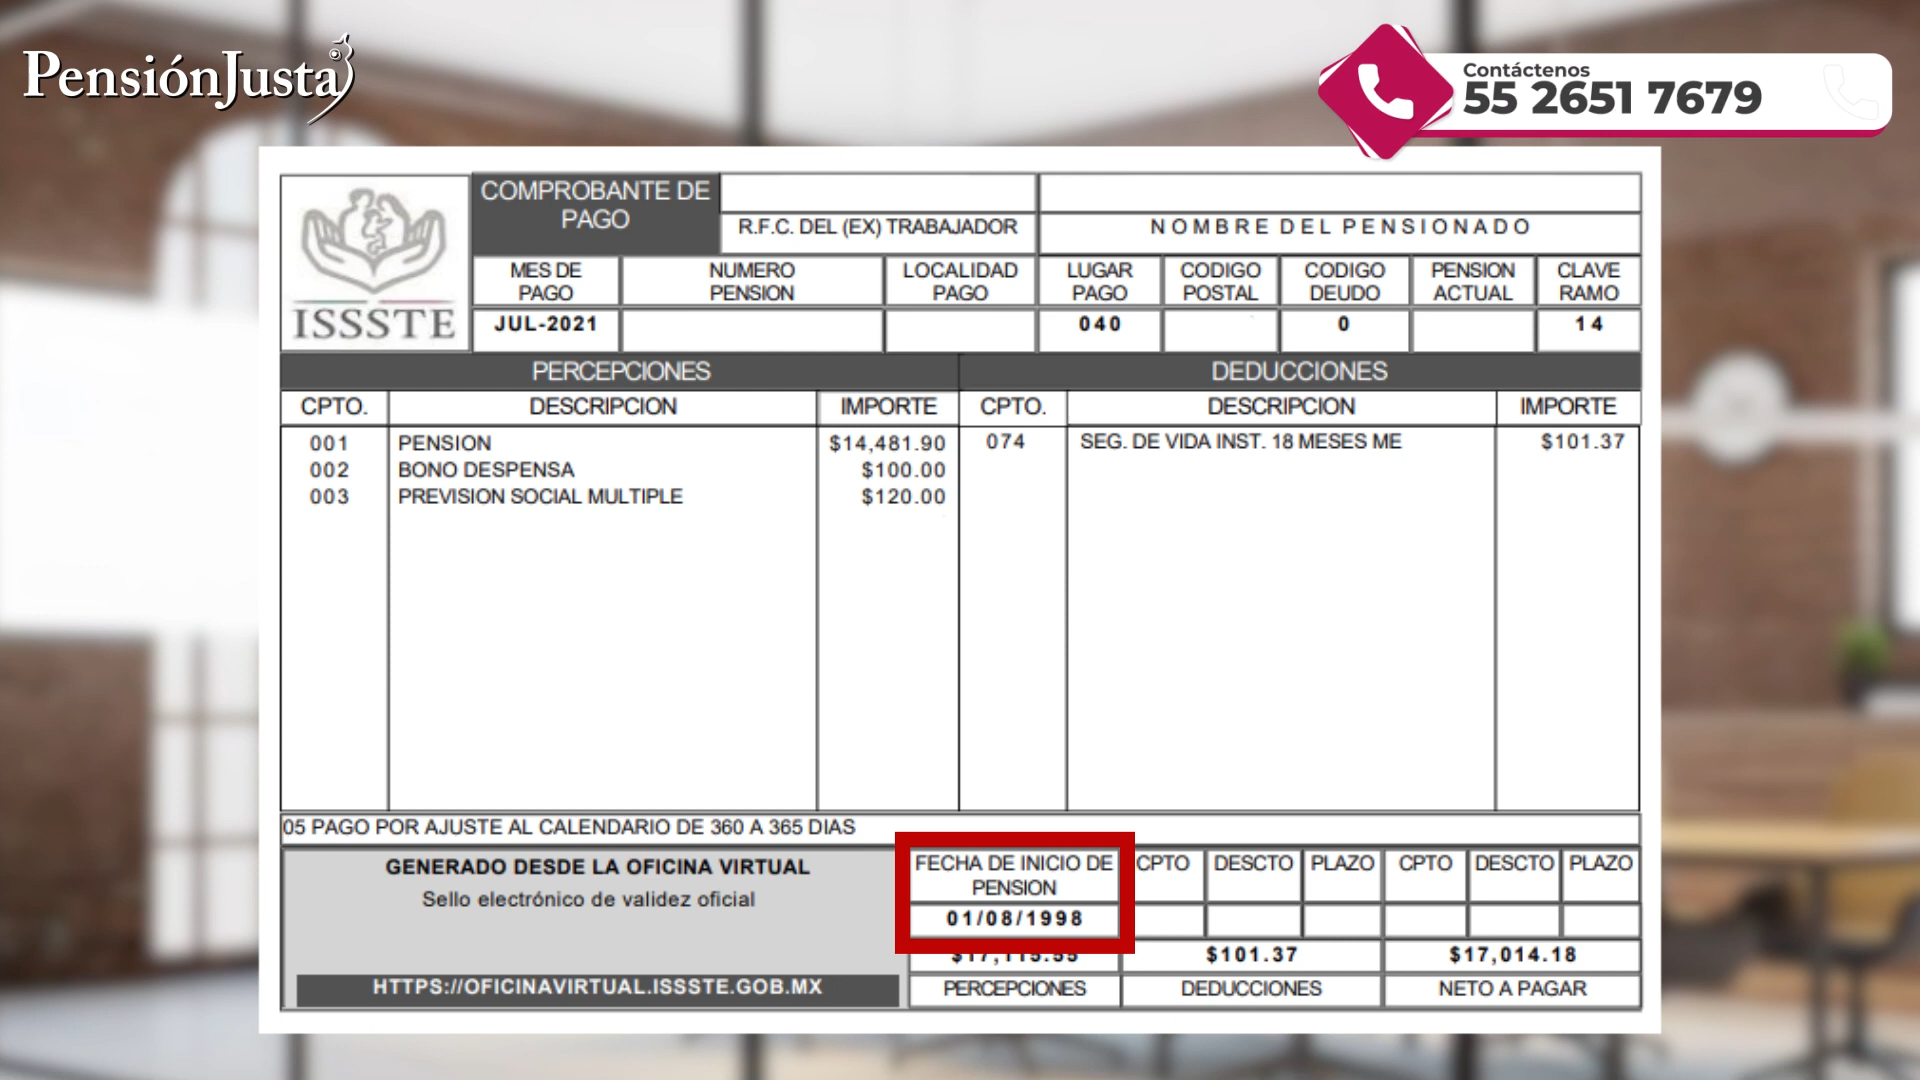 PensiónJusta
Contáctenos
55 2651 7679
COMPROBANTE DE
PAGO
R.F.C. DEL (EX) TRABAJADOR
NOMBRE DEL PENSIONADO
ISSSTE
MES DE PAGO
NUMERO PENSION
LOCALIDAD PAGO
LUGAR PAGO
CODIGO POSTAL
CODIGO DEUDO
PENSION ACTUAL
CLAVE RAMO
JUL-2021 040 0 14
PERCEPCIONES DEDUCCIONES
CPTO. DESCRIPCION IMPORTE CPTO. DESCRIPCION IMPORTE
001 PENSION $14,481.90 074 SEG. DE VIDA INST. 18 MESES ME $101.37
002 BONO DESPENSA $100.00
003 PREVISION SOCIAL MULTIPLE $120.00
05 PAGO POR AJUSTE AL CALENDARIO DE 360 A 365 DIAS
GENERADO DESDE LA OFICINA VIRTUAL
Sello electrónico de validez oficial
HTTPS://OFICINAVIRTUAL.ISSSTE.GOB.MX
FECHA DE INICIO DE
PENSION
01/08/1998
CPTO DESCTO PLAZO CPTO DESCTO PLAZO
$17,115.55 $101.37 $17,014.18
PERCEPCIONES DEDUCCIONES NETO A PAGAR